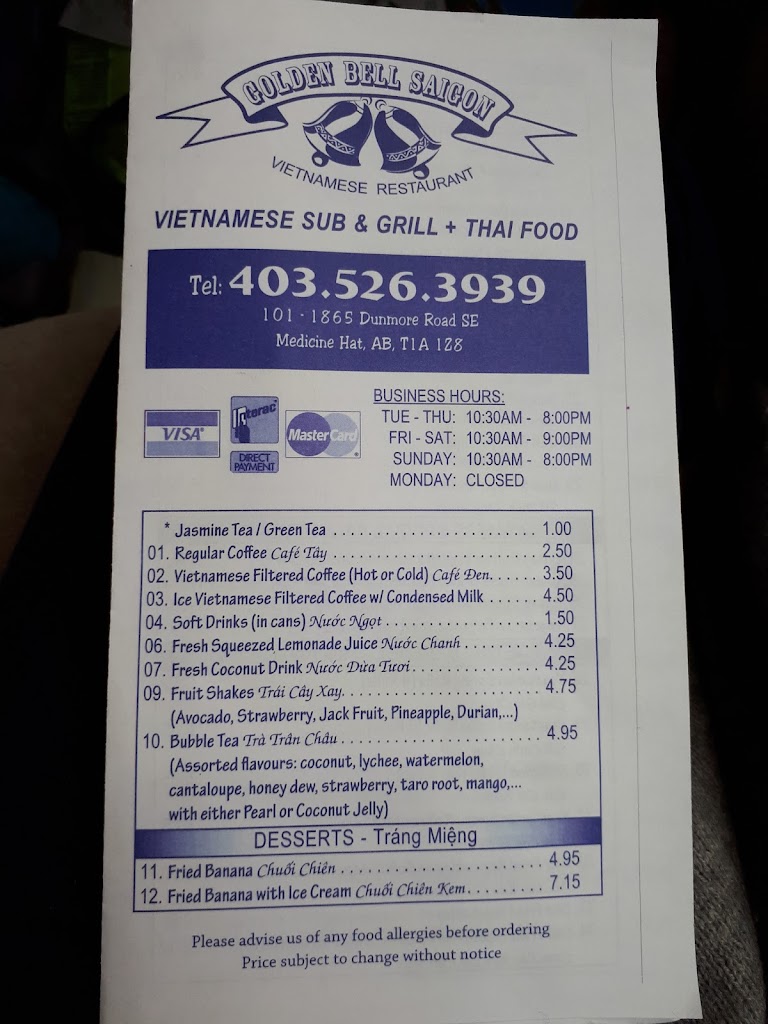 GOLDEN BELL SAIGON
VIETNAMESE RESTAURANT
VIETNAMESE SUB & GRILL + THAI FOOD
Tel: 403.526.3939
101 - 1865 Dunmore Road SE
Medicine Hat, AB, T1A 1Z8
VISA
Interac
DIRECT
PAYMENT
MasterCard
BUSINESS HOURS:
TUE - THU: 10:30AM - 8:00PM
FRI - SAT: 10:30AM - 9:00PM
SUNDAY: 10:30AM - 8:00PM
MONDAY: CLOSED
* Jasmine Tea / Green Tea ........................ 1.00
01. Regular Coffee Café Tây ........................ 2.50
02. Vietnamese Filtered Coffee (Hot or Cold) Café Đen...... 3.50
03. Ice Vietnamese Filtered Coffee w/ Condensed Milk ...... 4.50
04. Soft Drinks (in cans) Nước Ngọt .................. 1.50
06. Fresh Squeezed Lemonade Juice Nước Chanh ......... 4.25
07. Fresh Coconut Drink Nước Dừa Tươi ............... 4.25
09. Fruit Shakes Trái Cây Xay........................ 4.75
(Avocado, Strawberry, Jack Fruit, Pineapple, Durian,...)
10. Bubble Tea Trà Trân Châu ........................ 4.95
(Assorted flavours: coconut, lychee, watermelon,
cantaloupe, honey dew, strawberry, taro root, mango,...
with either Pearl or Coconut Jelly)
DESSERTS - Tráng Miệng
11. Fried Banana Chuối Chiên ........................ 4.95
12. Fried Banana with Ice Cream Chuối Chiên Kem......... 7.15
Please advise us of any food allergies before ordering
Price subject to change without notice